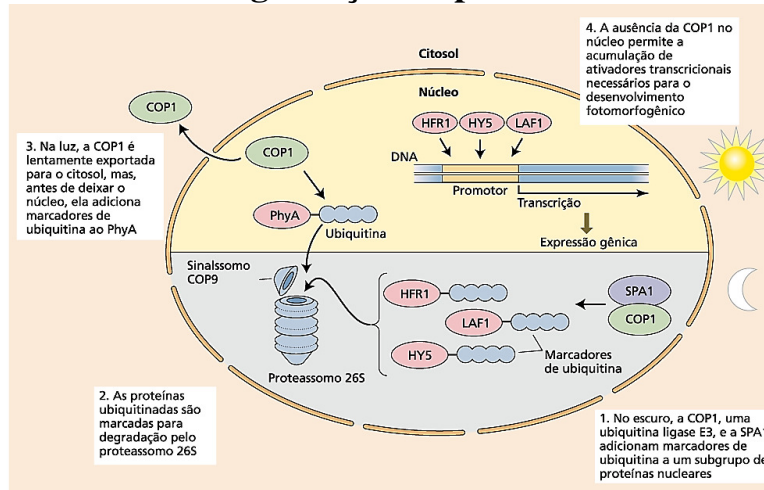 Citosol
Núcleo
4. A ausência da COP1 no
núcleo permite a
acumulação de
ativadores transcricionais
necessários para o
desenvolvimento
fotomorfogênico
COP1
3. Na luz, a COP1 é
lentamente exportada
para o citosol, mas,
antes de deixar o
núcleo, ela adiciona
marcadores de
ubiquitina ao PhyA
COP1
HFR1 HY5 LAF1
DNA
Promotor
Transcrição
Expressão gênica
PhyA
Ubiquitina
Sinalssomo
COP9
Proteassomo 26S
HFR1
LAF1
HY5
Marcadores
de ubiquitina
SPA1
COP1
2. As proteínas
ubiquitinadas são
marcadas para
degradação pelo
proteassomo 26S
1. No escuro, a COP1, uma
ubiquitina ligase E3, e a SPA1
adicionam marcadores de
ubiquitina a um subgrupo de
proteínas nucleares